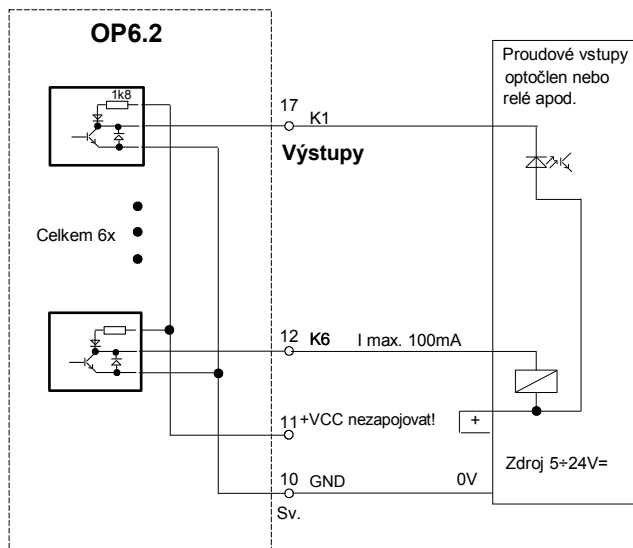 OP6.2
Proudové vstupy
optočlen nebo
relé apod.
1k8
17
K1
Výstupy
Celkem 6x
12
K6
I max. 100mA
11
+VCC nezapojovat!
+
Zdroj 5÷24V=
10
GND
0V
Sv.